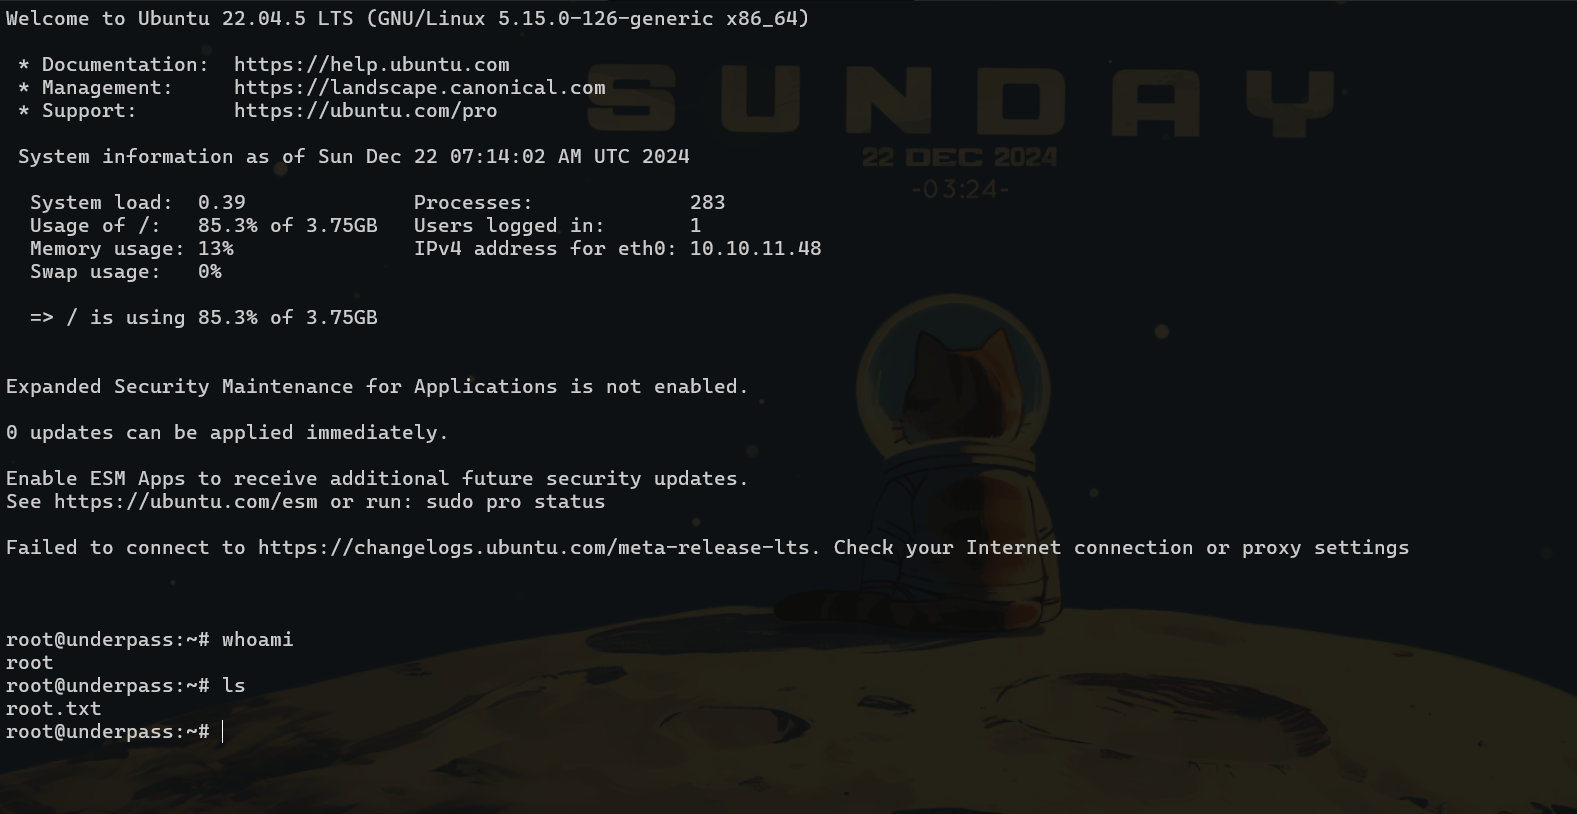 Welcome to Ubuntu 22.04.5 LTS (GNU/Linux 5.15.0-126-generic x86_64)
* Documentation:  https://help.ubuntu.com
* Management:     https://landscape.canonical.com
* Support:        https://ubuntu.com/pro
SUNDAY
22 DEC 2024
-03:24-
System information as of Sun Dec 22 07:14:02 AM UTC 2024
System load:  0.39              Processes:             283
Usage of /:   85.3% of 3.75GB   Users logged in:       1
Memory usage: 13%               IPv4 address for eth0: 10.10.11.48
Swap usage:   0%
=> / is using 85.3% of 3.75GB
Expanded Security Maintenance for Applications is not enabled.
0 updates can be applied immediately.
Enable ESM Apps to receive additional future security updates.
See https://ubuntu.com/esm or run: sudo pro status
Failed to connect to https://changelogs.ubuntu.com/meta-release-lts. Check your Internet connection or proxy settings
root@underpass:~# whoami
root
root@underpass:~# ls
root.txt
root@underpass:~#